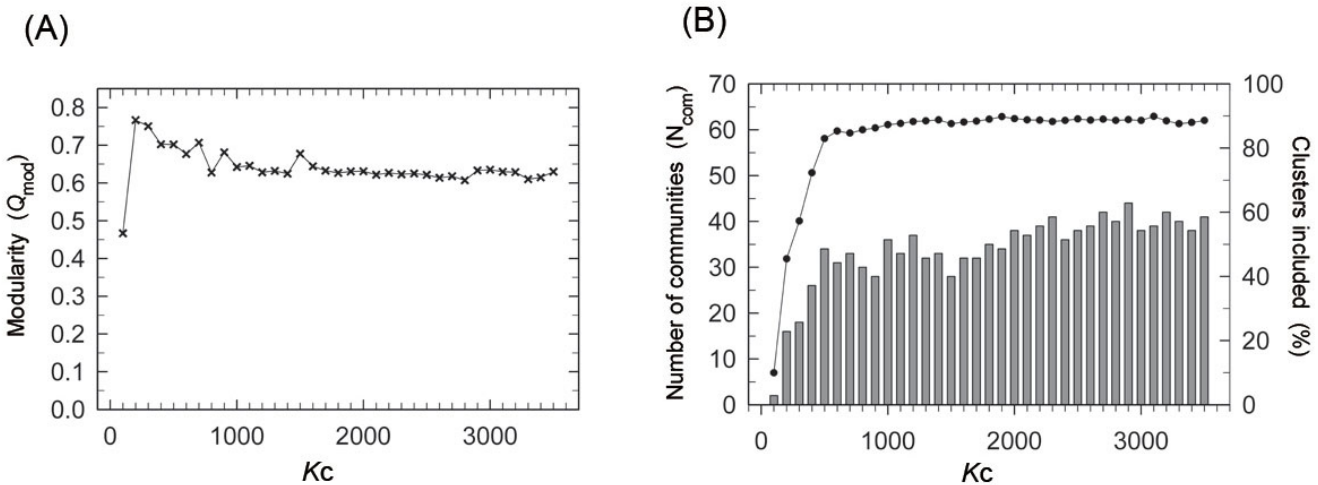 (A)
Modularity (Qmod)
0.8
0.7
0.6
0.5
0.4
0.3
0.2
0.1
0.0
0 1000 2000 3000
Kc
(B)
Number of communities (Ncom)
70
60
50
40
30
20
10
0
0 1000 2000 3000
Kc
100
80
60
40
20
0
Clusters included (%)